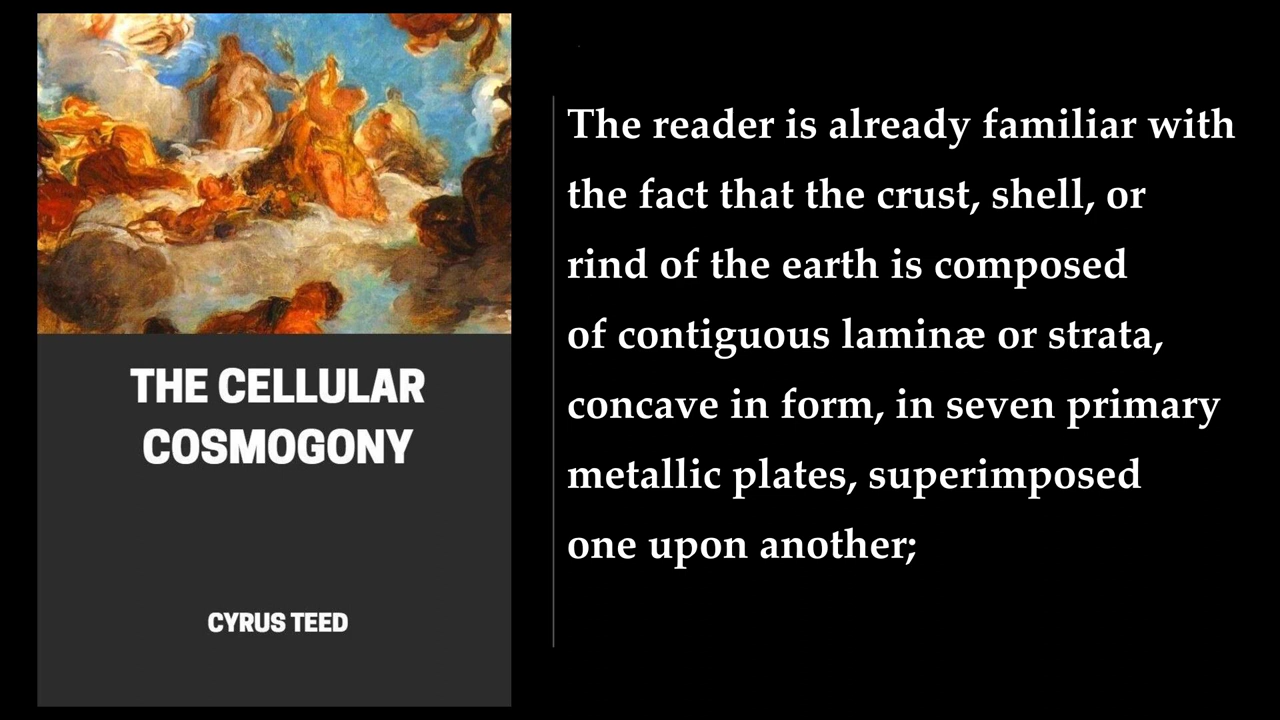 THE CELLULAR
COSMOGONY
CYRUS TEED
The reader is already familiar with
the fact that the crust, shell, or
rind of the earth is composed
of contiguous laminæ or strata,
concave in form, in seven primary
metallic plates, superimposed
one upon another;